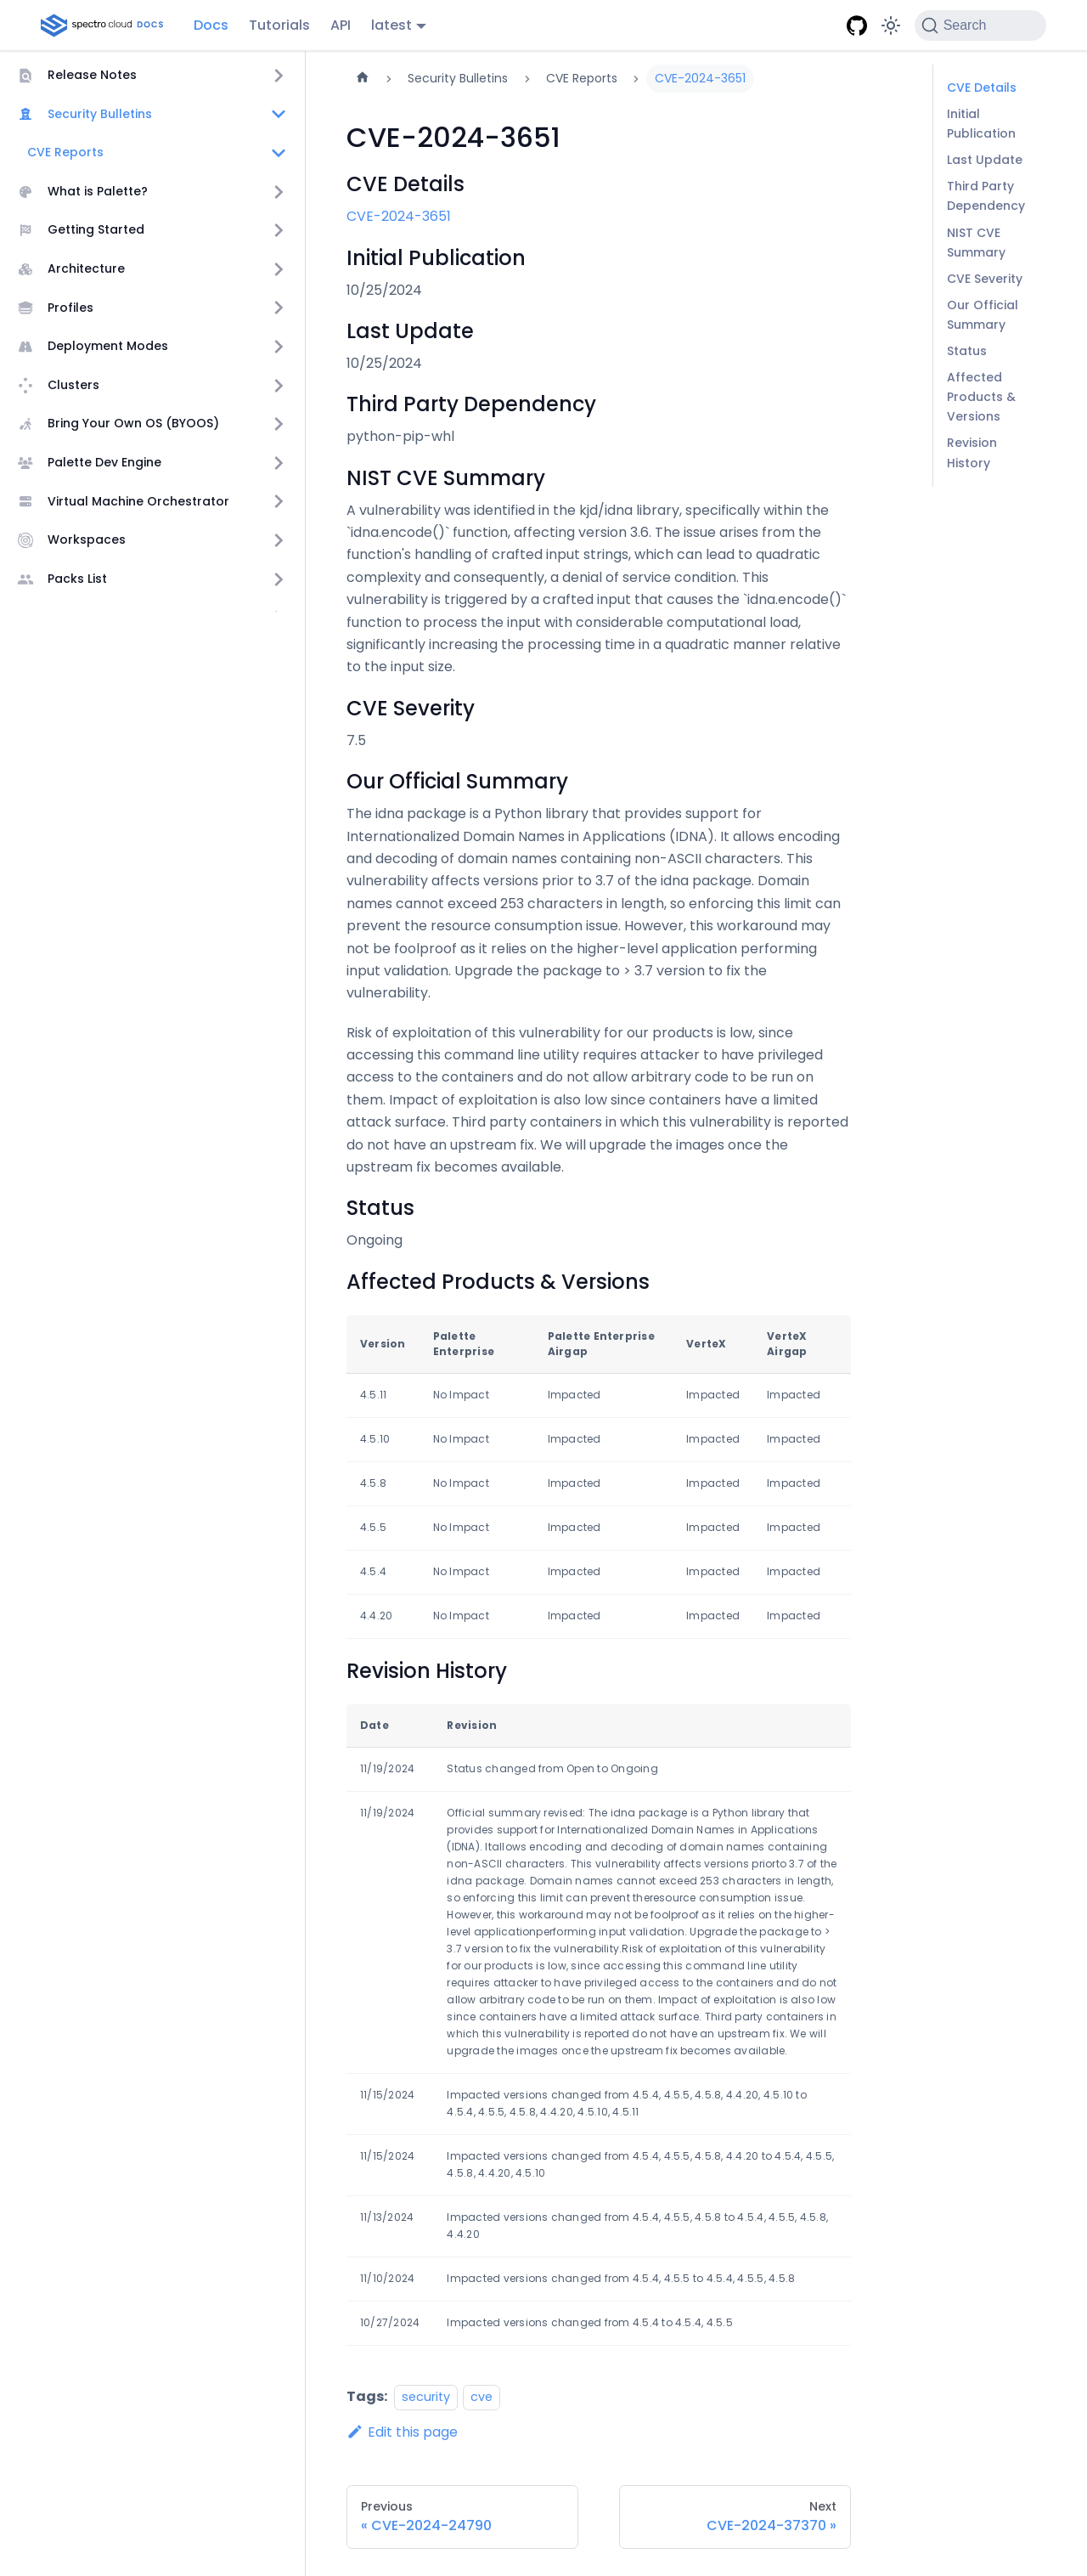 spectro cloud DOCS
Docs
Tutorials
API
latest
Search
Release Notes
Security Bulletins
CVE Reports
What is Palette?
Getting Started
Architecture
Profiles
Deployment Modes
Clusters
Bring Your Own OS (BYOOS)
Palette Dev Engine
Virtual Machine Orchestrator
Workspaces
Packs List
Security Bulletins
CVE Reports
CVE-2024-3651
CVE-2024-3651
CVE Details
CVE-2024-3651
Initial Publication
10/25/2024
Last Update
10/25/2024
Third Party Dependency
python-pip-whl
NIST CVE Summary
A vulnerability was identified in the kjd/idna library, specifically within the
`idna.encode()` function, affecting version 3.6. The issue arises from the
function's handling of crafted input strings, which can lead to quadratic
complexity and consequently, a denial of service condition. This
vulnerability is triggered by a crafted input that causes the `idna.encode()`
function to process the input with considerable computational load,
significantly increasing the processing time in a quadratic manner relative
to the input size.
CVE Severity
7.5
Our Official Summary
The idna package is a Python library that provides support for
Internationalized Domain Names in Applications (IDNA). It allows encoding
and decoding of domain names containing non-ASCII characters. This
vulnerability affects versions prior to 3.7 of the idna package. Domain
names cannot exceed 253 characters in length, so enforcing this limit can
prevent the resource consumption issue. However, this workaround may
not be foolproof as it relies on the higher-level application performing
input validation. Upgrade the package to > 3.7 version to fix the
vulnerability.
Risk of exploitation of this vulnerability for our products is low, since
accessing this command line utility requires attacker to have privileged
access to the containers and do not allow arbitrary code to be run on
them. Impact of exploitation is also low since containers have a limited
attack surface. Third party containers in which this vulnerability is reported
do not have an upstream fix. We will upgrade the images once the
upstream fix becomes available.
Status
Ongoing
Affected Products & Versions
Version Palette Enterprise Palette Enterprise Airgap VerteX VerteX Airgap
4.5.11 No Impact Impacted Impacted Impacted
4.5.10 No Impact Impacted Impacted Impacted
4.5.8 No Impact Impacted Impacted Impacted
4.5.5 No Impact Impacted Impacted Impacted
4.5.4 No Impact Impacted Impacted Impacted
4.4.20 No Impact Impacted Impacted Impacted
Revision History
Date Revision
11/19/2024 Status changed from Open to Ongoing
11/19/2024 Official summary revised: The idna package is a Python library that
provides support for Internationalized Domain Names in Applications
(IDNA). Itallows encoding and decoding of domain names containing
non-ASCII characters. This vulnerability affects versions priorto 3.7 of the
idna package. Domain names cannot exceed 253 characters in length,
so enforcing this limit can prevent theresource consumption issue.
However, this workaround may not be foolproof as it relies on the higher-
level applicationperforming input validation. Upgrade the package to >
3.7 version to fix the vulnerability.Risk of exploitation of this vulnerability
for our products is low, since accessing this command line utility
requires attacker to have privileged access to the containers and do not
allow arbitrary code to be run on them. Impact of exploitation is also low
since containers have a limited attack surface. Third party containers in
which this vulnerability is reported do not have an upstream fix. We will
upgrade the images once the upstream fix becomes available.
11/15/2024 Impacted versions changed from 4.5.4, 4.5.5, 4.5.8, 4.4.20, 4.5.10 to
4.5.4, 4.5.5, 4.5.8, 4.4.20, 4.5.10, 4.5.11
11/15/2024 Impacted versions changed from 4.5.4, 4.5.5, 4.5.8, 4.4.20 to 4.5.4, 4.5.5,
4.5.8, 4.4.20, 4.5.10
11/13/2024 Impacted versions changed from 4.5.4, 4.5.5, 4.5.8 to 4.5.4, 4.5.5, 4.5.8,
4.4.20
11/10/2024 Impacted versions changed from 4.5.4, 4.5.5 to 4.5.4, 4.5.5, 4.5.8
10/27/2024 Impacted versions changed from 4.5.4 to 4.5.4, 4.5.5
Tags: security cve
Edit this page
Previous
« CVE-2024-24790
Next
CVE-2024-37370 »
CVE Details
Initial
Publication
Last Update
Third Party
Dependency
NIST CVE
Summary
CVE Severity
Our Official
Summary
Status
Affected
Products &
Versions
Revision
History